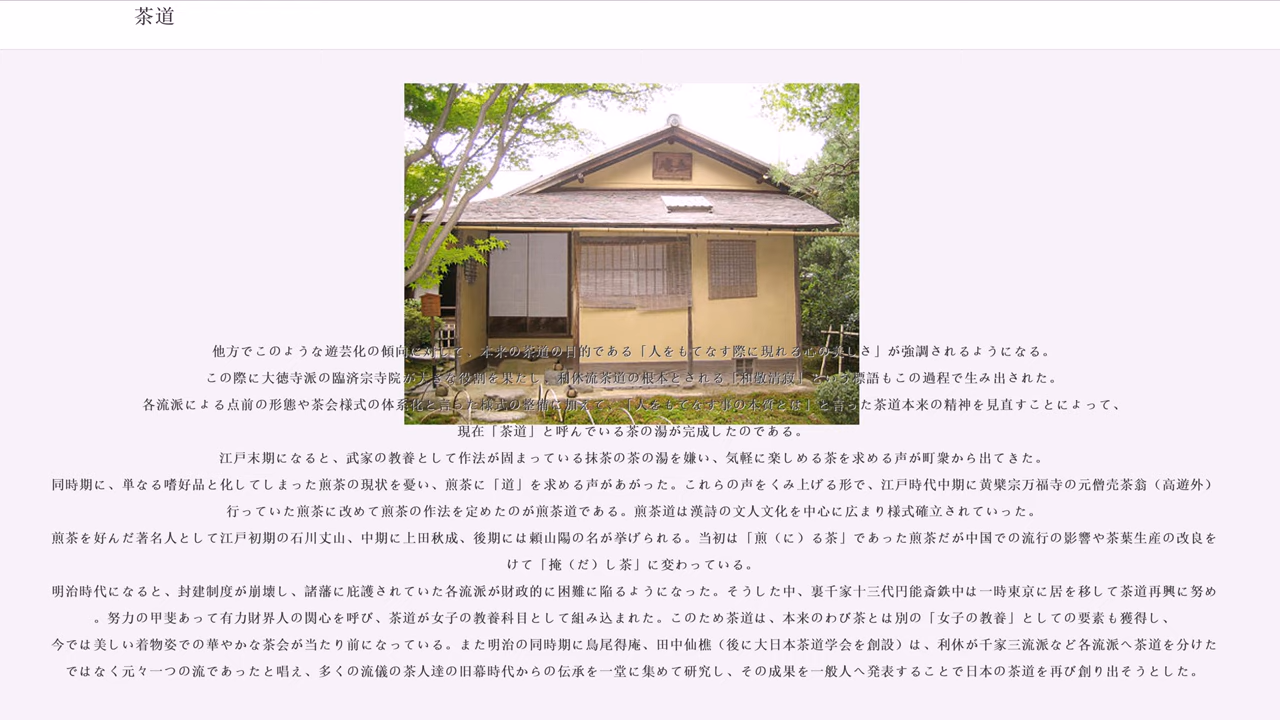 茶道
他方でこのような遊芸化の傾向に対して、本来の茶道の目的である「人をもてなす際に現れる心の美しさ」が強調されるようになる。
この際に大徳寺派の臨済宗寺院が大きな役割を果たし、利休流茶道の根本とされる「和敬清寂」という標語もこの過程で生み出された。
各流派による点前の形態や茶会様式の体系化と言った様式の整備に加えて、「人をもてなす事の本質とは」と言った茶道本来の精神を見直すことによって、
現在「茶道」と呼んでいる茶の湯が完成したのである。
江戸末期になると、武家の教養として作法が固まっている抹茶の茶の湯を嫌い、気軽に楽しめる茶を求める声が町衆から出てきた。
同時期に、単なる嗜好品と化してしまった煎茶の現状を憂い、煎茶に「道」を求める声があがった。これらの声をくみ上げる形で、江戸時代中期に黄檗宗万福寺の元僧売茶翁（高遊外）
行っていた煎茶に改めて煎茶の作法を定めたのが煎茶道である。煎茶道は漢詩の文人文化を中心に広まり様式確立されていった。
煎茶を好んだ著名人として江戸初期の石川丈山、中期に上田秋成、後期には頼山陽の名が挙げられる。当初は「煎（に）る茶」であった煎茶だが中国での流行の影響や茶葉生産の改良を
けて「掩（だ）し茶」に変わっている。
明治時代になると、封建制度が崩壊し、諸藩に庇護されていた各流派が財政的に困難に陥るようになった。そうした中、裏千家十三代円能斎鉄中は一時東京に居を移して茶道再興に努め
。努力の甲斐あって有力財界人の関心を呼び、茶道が女子の教養科目として組み込まれた。このため茶道は、本来のわび茶とは別の「女子の教養」としての要素も獲得し、
今では美しい着物姿での華やかな茶会が当たり前になっている。また明治の同時期に鳥尾得庵、田中仙樵（後に大日本茶道学会を創設）は、利休が千家三流派など各流派へ茶道を分けた
ではなく元々一つの流であったと唱え、多くの流儀の茶人達の旧幕時代からの伝承を一堂に集めて研究し、その成果を一般人へ発表することで日本の茶道を再び創り出そうとした。